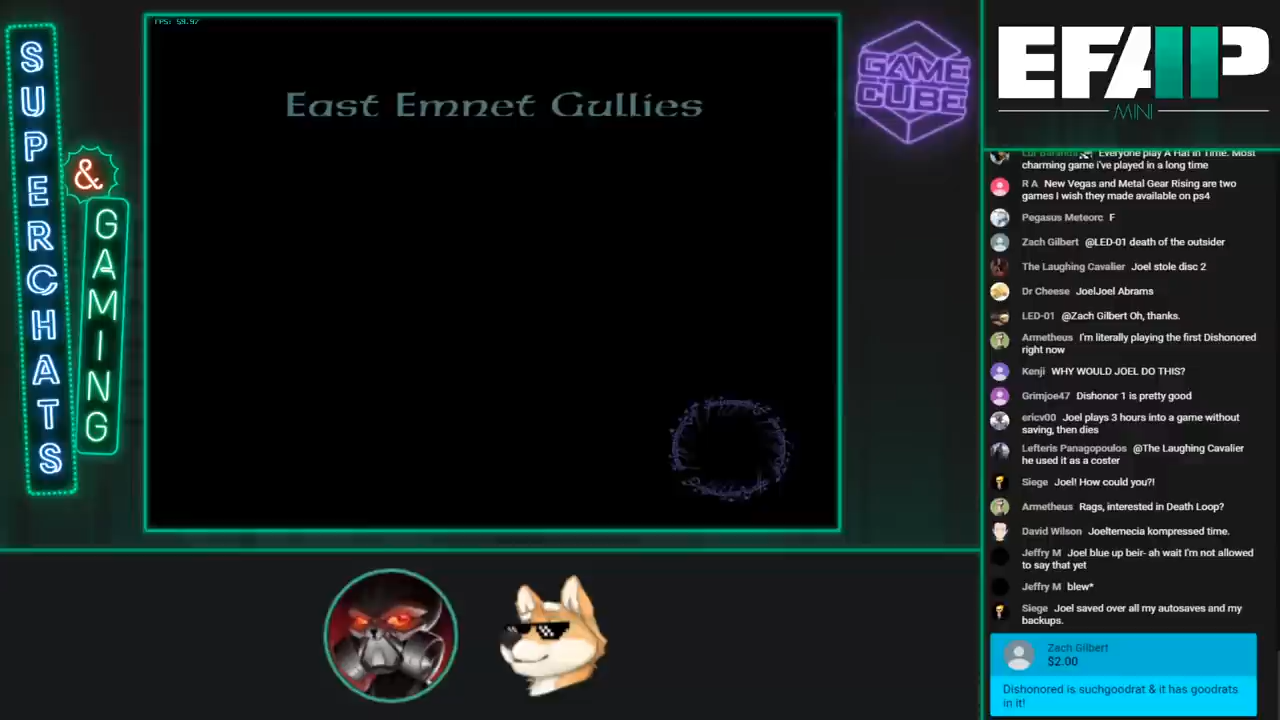 FPS: 59.97
East Emnet Gullies
SUPERCHATS
&
GAMING
GAME
CUBE
EFAP
MINI
Everyone play A Hat in Time. Most
charming game i've played in a long time
R A New Vegas and Metal Gear Rising are two
games I wish they made available on ps4
Pegasus Meteorc F
Zach Gilbert @LED-01 death of the outsider
The Laughing Cavalier Joel stole disc 2
Dr Cheese JoelJoel Abrams
LED-01 @Zach Gilbert Oh, thanks.
Armetheus I'm literally playing the first Dishonored
right now
Kenji WHY WOULD JOEL DO THIS?
Grimjoe47 Dishonor 1 is pretty good
ericv00 Joel plays 3 hours into a game without
saving, then dies
Lefteris Panagopoulos @The Laughing Cavalier
he used it as a coster
Siege Joel! How could you?!
Armetheus Rags, interested in Death Loop?
David Wilson Joeltemecia kompressed time.
Jeffry M Joel blue up beir- ah wait I'm not allowed
to say that yet
Jeffry M blew*
Siege Joel saved over all my autosaves and my
backups.
Zach Gilbert
$2.00
Dishonored is suchgoodrat & it has goodrats
in it!